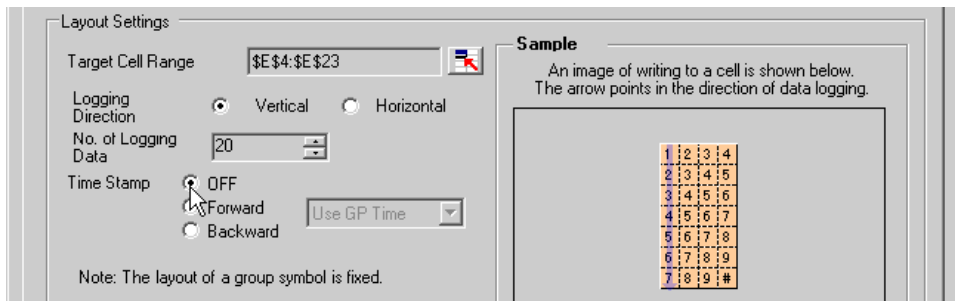 Layout Settings
Target Cell Range $E$4:$E$23
Logging Direction Vertical Horizontal
No. of Logging Data 20
Time Stamp OFF
Forward Use GP Time
Backward
Note: The layout of a group symbol is fixed.
Sample
An image of writing to a cell is shown below.
The arrow points in the direction of data logging.
1 2 3 4
2 3 4 5
3 4 5 6
4 5 6 7
5 6 7 8
6 7 8 9
7 8 9 #